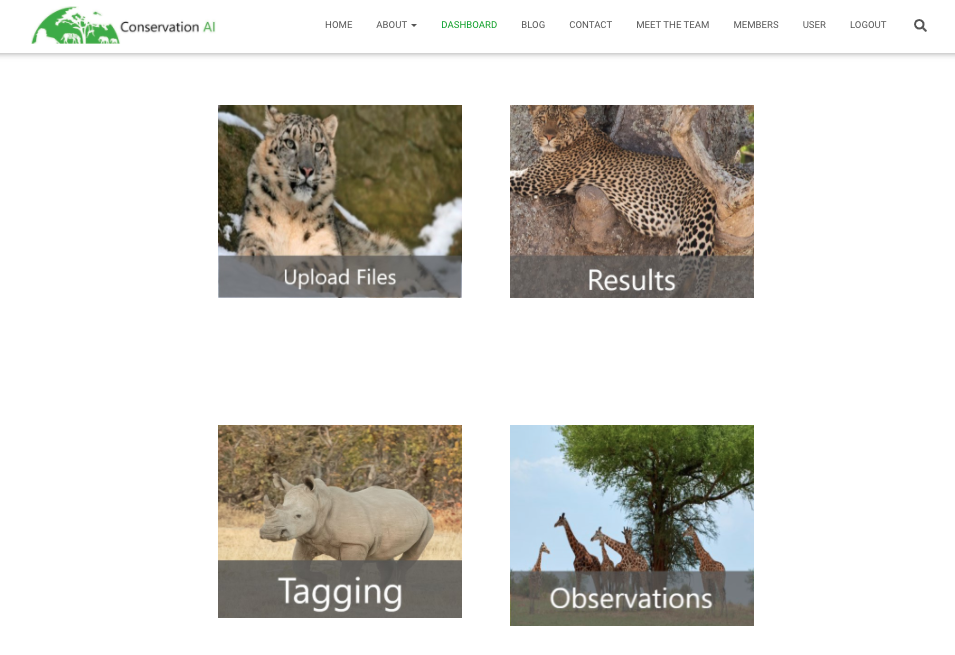 Conservation AI
HOME ABOUT DASHBOARD BLOG CONTACT MEET THE TEAM MEMBERS USER LOGOUT
Upload Files
Results
Tagging
Observations